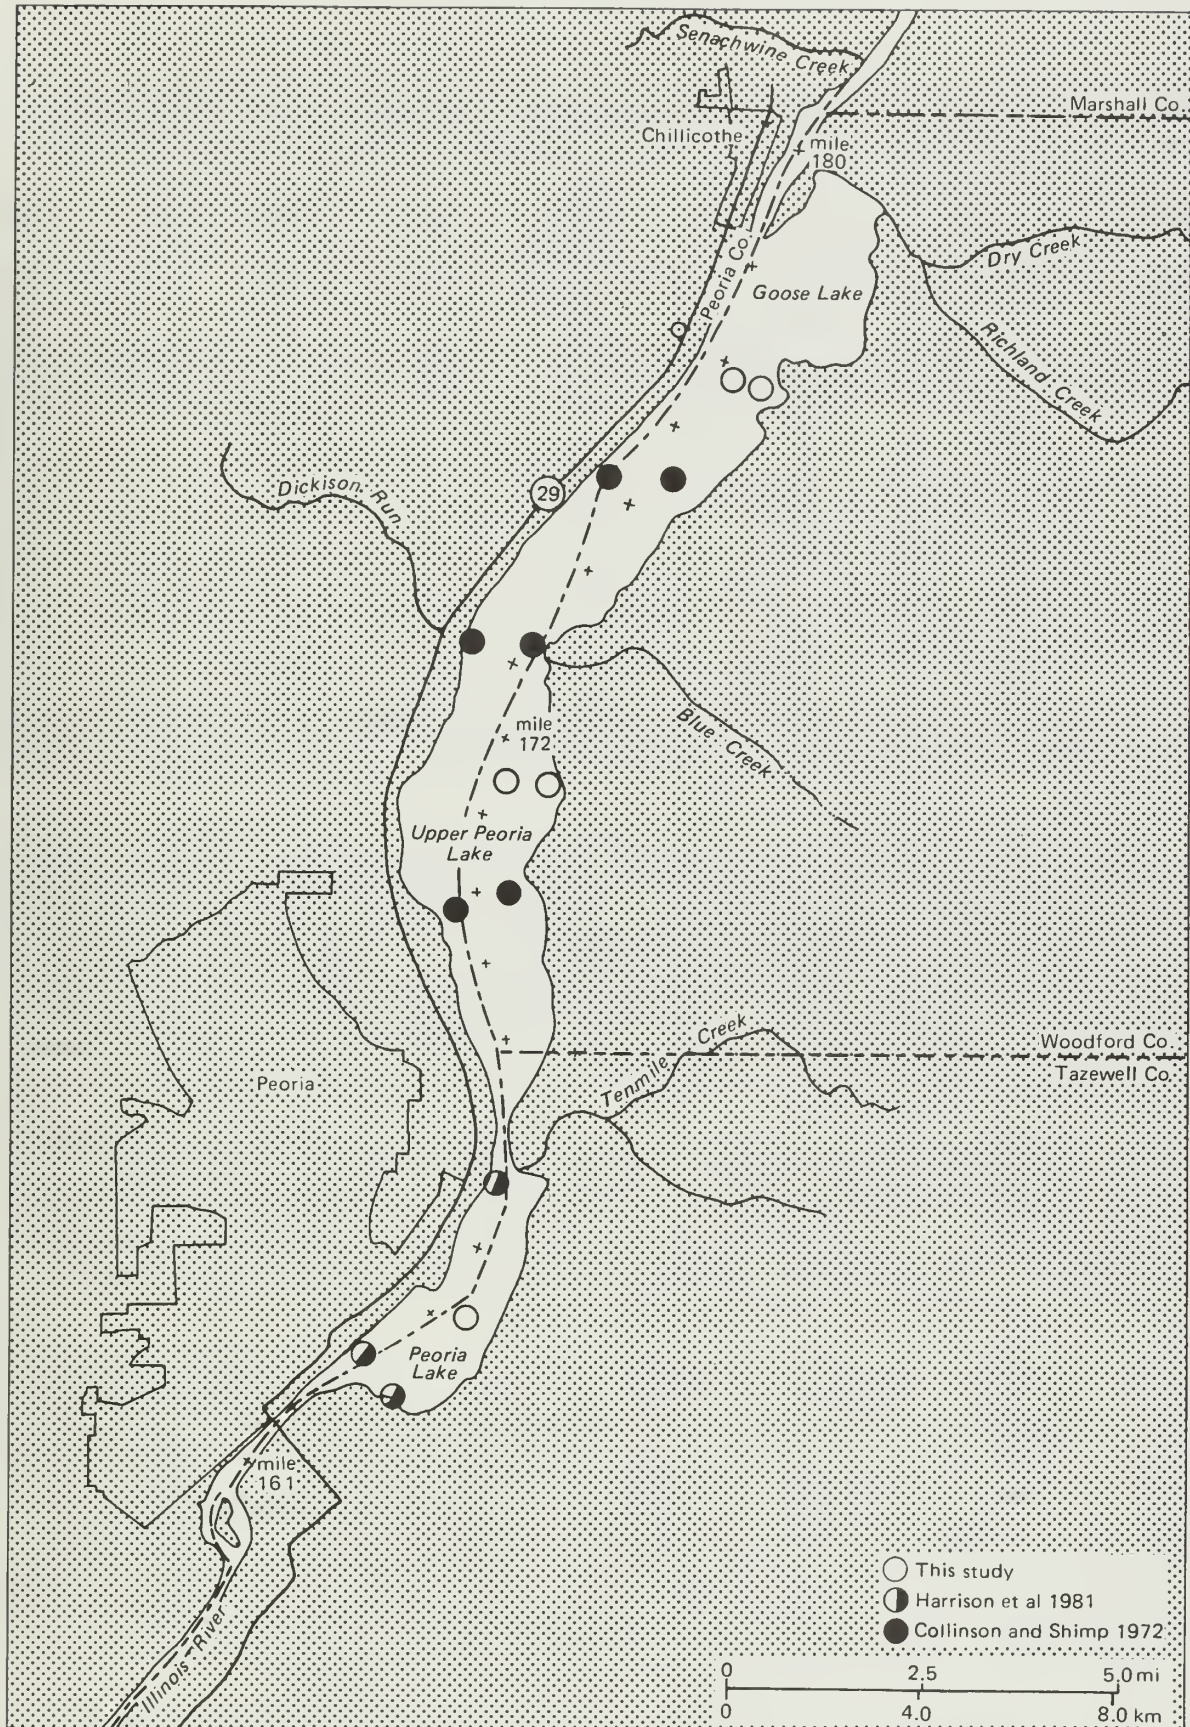 Senachwine Creek
Marshall Co.
Chillicothe
mile
180
Dry Creek
Peoria Co.
Goose Lake
Richland Creek
Dickison Run
29
Blue Creek
mile
172
Upper Peoria
Lake
Tenmile Creek
Woodford Co.
Tazewell Co.
Peoria
Peoria
Lake
mile
161
Illinois River
This study
Harrison et al 1981
Collinson and Shimp 1972
0 2.5 5.0 mi
0 4.0 8.0 km